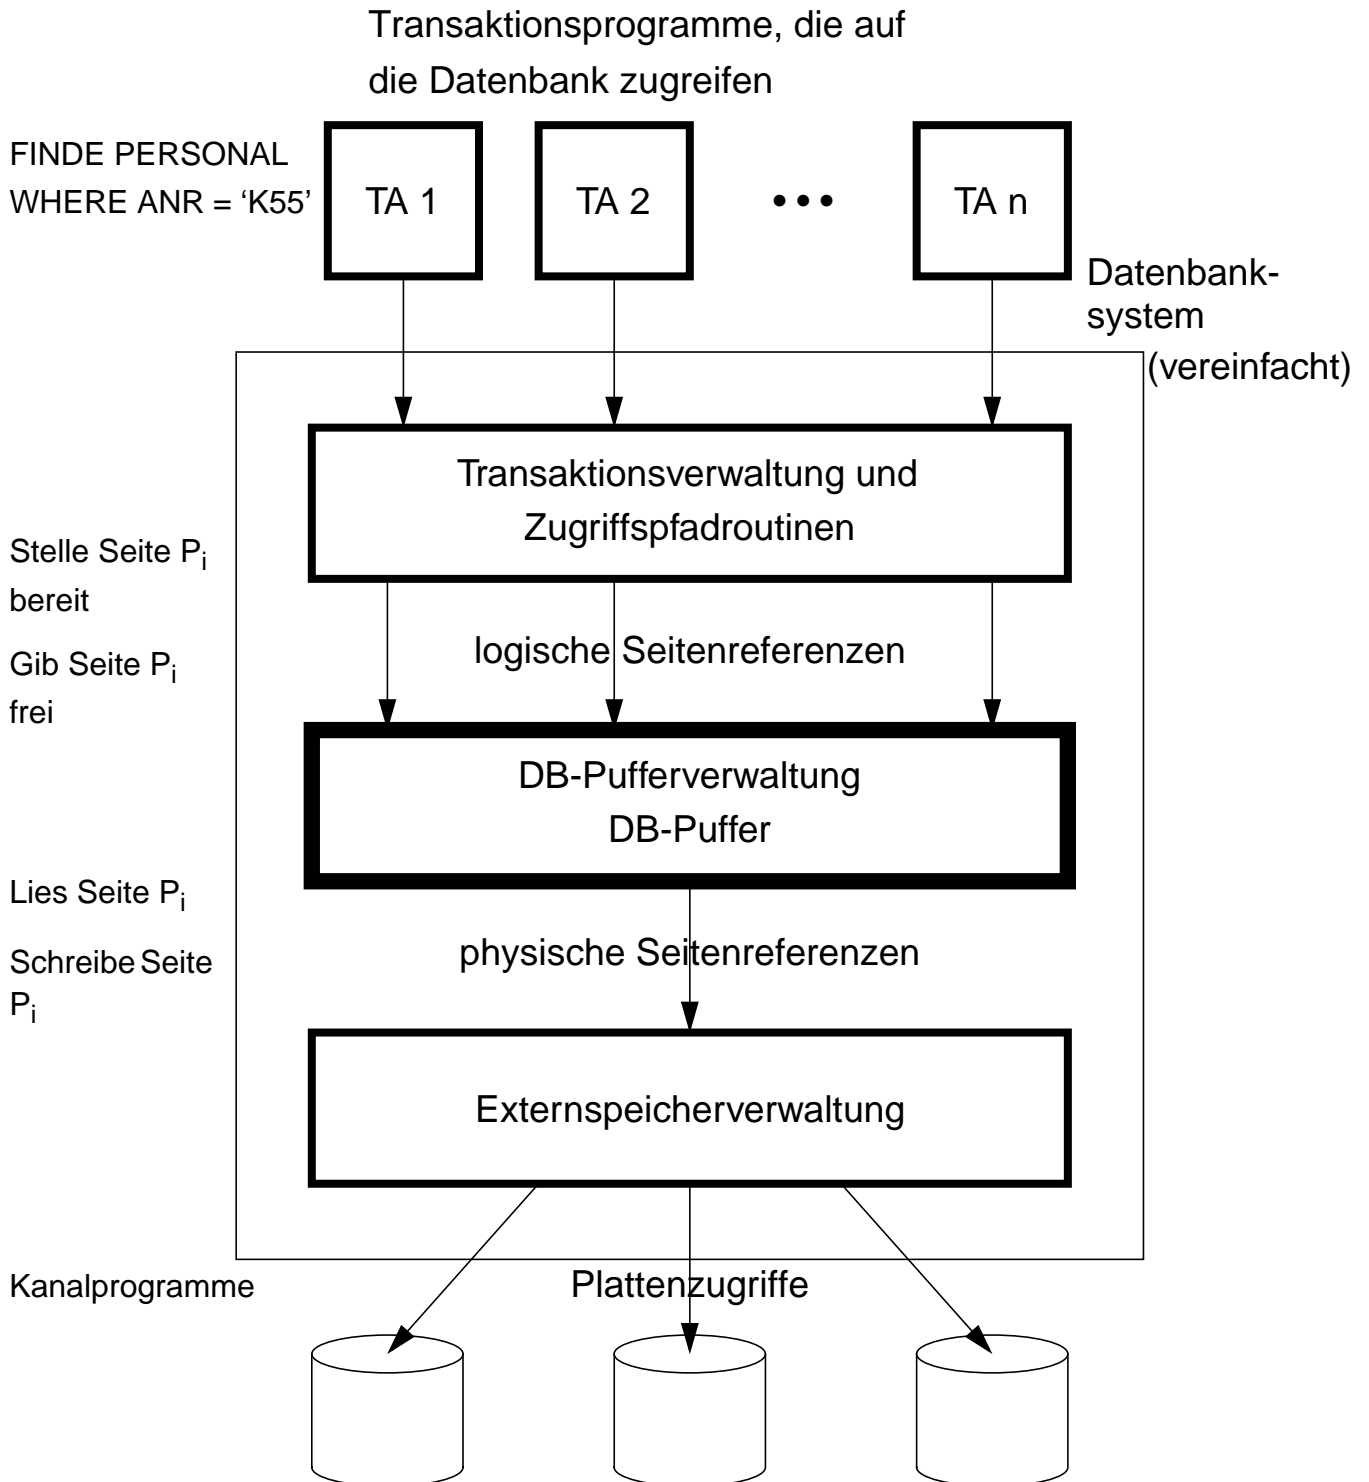 Transaktionsprogramme, die auf
die Datenbank zugreifen
FINDE PERSONAL
WHERE ANR = ‘K55’
TA 1
TA 2
•••
TA n
Datenbank-
system
(vereinfacht)
Transaktionsverwaltung und
Zugriffspfadroutinen
Stelle Seite Pi
bereit
logische Seitenreferenzen
Gib Seite Pi
frei
DB-Pufferverwaltung
DB-Puffer
Lies Seite Pi
physische Seitenreferenzen
Schreibe Seite
Pi
Externspeicherverwaltung
Kanalprogramme
Plattenzugriffe